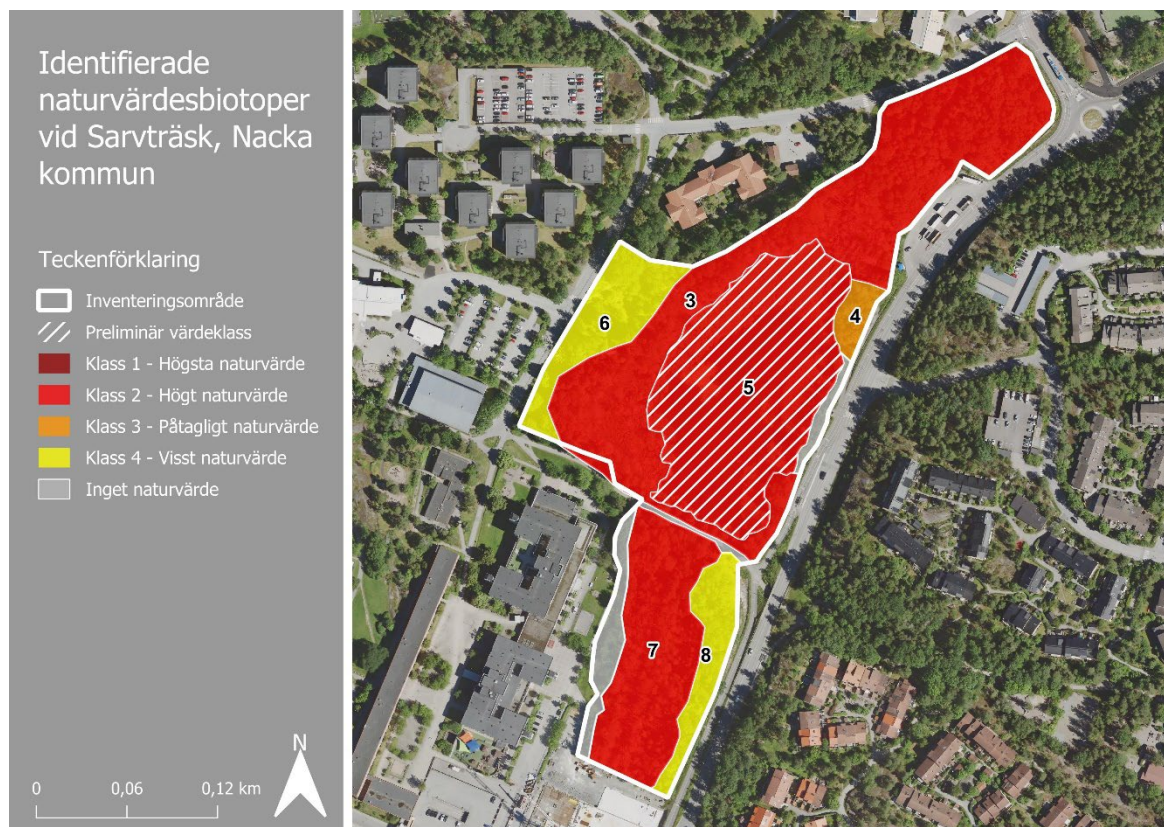 Identifierade
naturvärdesbiotoper
vid Sarvträsk, Nacka
kommun
Teckenförklaring
Inventeringsområde
Preliminär värdeklass
Klass 1 - Högsta naturvärde
Klass 2 - Högt naturvärde
Klass 3 - Påtagligt naturvärde
Klass 4 - Visst naturvärde
Inget naturvärde
N
0 0,06 0,12 km
3
4
6
5
7
8